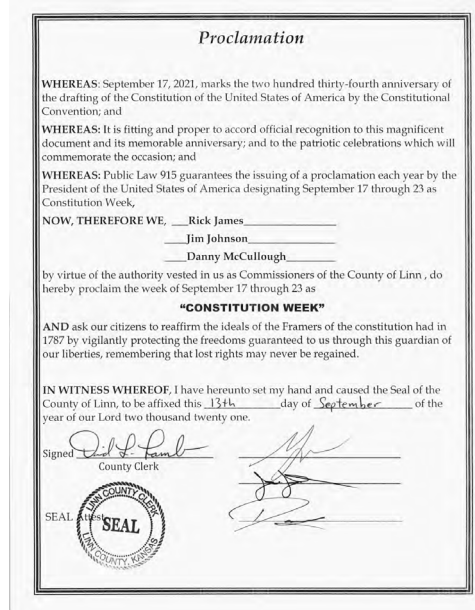 Proclamation
WHEREAS: September 17, 2021, marks the two hundred thirty-fourth anniversary of
the drafting of the Constitution of the United States of America by the Constitutional
Convention; and
WHEREAS: It is fitting and proper to accord official recognition to this magnificent
document and its memorable anniversary; and to the patriotic celebrations which will
commemorate the occasion; and
WHEREAS: Public Law 915 guarantees the issuing of a proclamation each year by the
President of the United States of America designating September 17 through 23 as
Constitution Week,
NOW, THEREFORE WE, Rick James
Jim Johnson
Danny McCullough
by virtue of the authority vested in us as Commissioners of the County of Linn , do
hereby proclaim the week of September 17 through 23 as
"CONSTITUTION WEEK"
AND ask our citizens to reaffirm the ideals of the Framers of the constitution had in
1787 by vigilantly protecting the freedoms guaranteed to us through this guardian of
our liberties, remembering that lost rights may never be regained.
IN WITNESS WHEREOF, I have hereunto set my hand and caused the Seal of the
County of Linn, to be affixed this 13th day of September of the
year of our Lord two thousand twenty one.
Signed David L. Lamb
County Clerk
SEAL Attest
LINN COUNTY CLERK
SEAL
LINN COUNTY, KANSAS